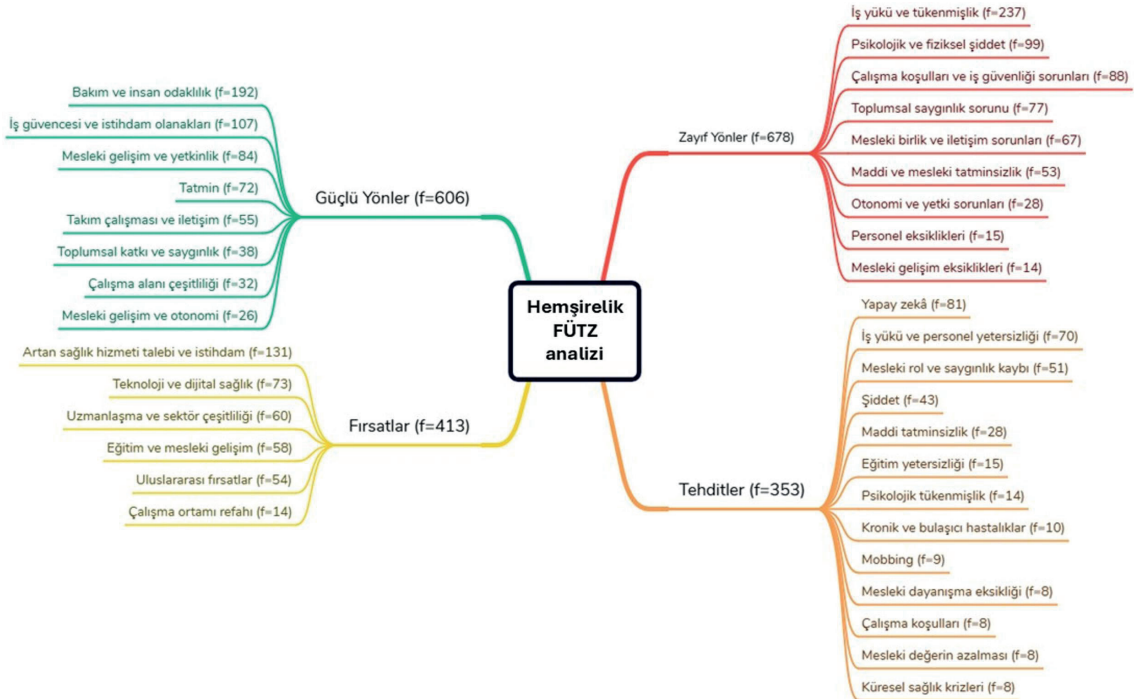 Hemşirelik
FÜTZ
analizi
Güçlü Yönler (f=606)
Bakım ve insan odaklılık (f=192)
İş güvencesi ve istihdam olanakları (f=107)
Mesleki gelişim ve yetkinlik (f=84)
Tatmin (f=72)
Takım çalışması ve iletişim (f=55)
Toplumsal katkı ve saygınlık (f=38)
Çalışma alanı çeşitliliği (f=32)
Mesleki gelişim ve otonomi (f=26)
Fırsatlar (f=413)
Artan sağlık hizmeti talebi ve istihdam (f=131)
Teknoloji ve dijital sağlık (f=73)
Uzmanlaşma ve sektör çeşitliliği (f=60)
Eğitim ve mesleki gelişim (f=58)
Uluslararası fırsatlar (f=54)
Çalışma ortamı refahı (f=14)
Zayıf Yönler (f=678)
İş yükü ve tükenmişlik (f=237)
Psikolojik ve fiziksel şiddet (f=99)
Çalışma koşulları ve iş güvenliği sorunları (f=88)
Toplumsal saygınlık sorunu (f=77)
Mesleki birlik ve iletişim sorunları (f=67)
Maddi ve mesleki tatminsizlik (f=53)
Otonomi ve yetki sorunları (f=28)
Personel eksiklikleri (f=15)
Mesleki gelişim eksiklikleri (f=14)
Tehditler (f=353)
Yapay zekâ (f=81)
İş yükü ve personel yetersizliği (f=70)
Mesleki rol ve saygınlık kaybı (f=51)
Şiddet (f=43)
Maddi tatminsizlik (f=28)
Eğitim yetersizliği (f=15)
Psikolojik tükenmişlik (f=14)
Kronik ve bulaşıcı hastalıklar (f=10)
Mobbing (f=9)
Mesleki dayanışma eksikliği (f=8)
Çalışma koşulları (f=8)
Mesleki değerin azalması (f=8)
Küresel sağlık krizleri (f=8)